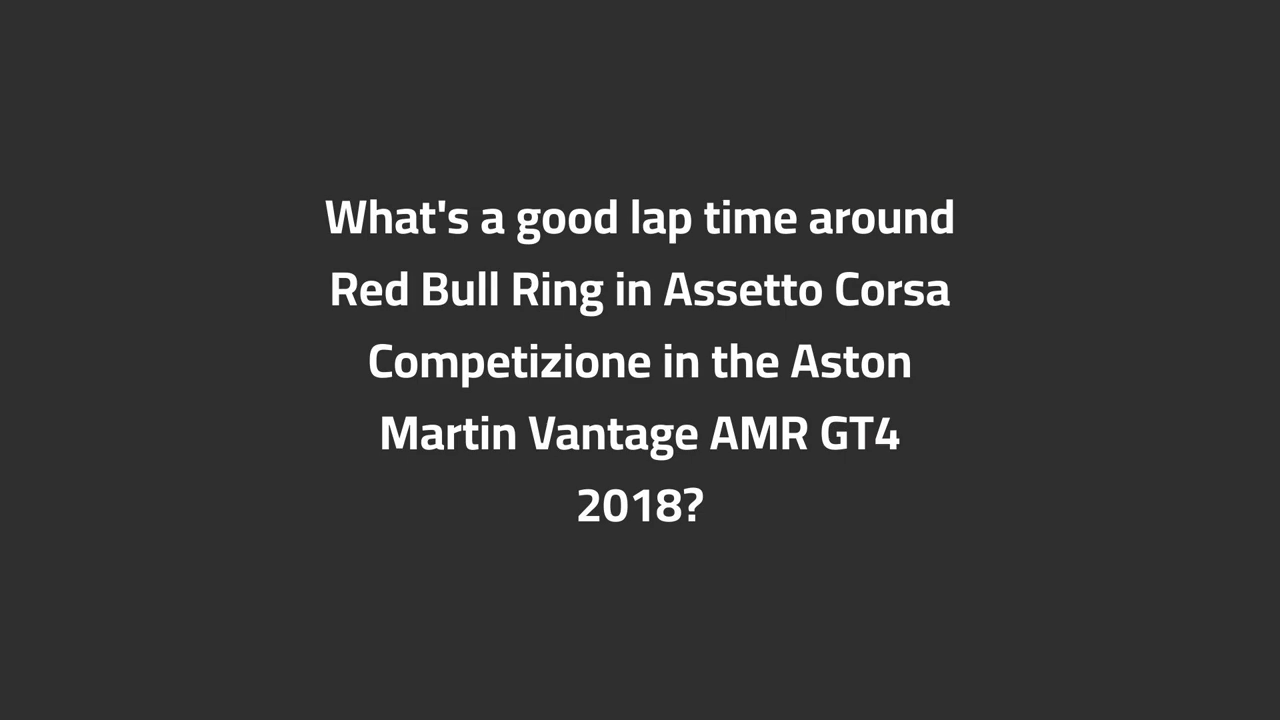 What's a good lap time around
Red Bull Ring in Assetto Corsa
Competizione in the Aston
Martin Vantage AMR GT4
2018?